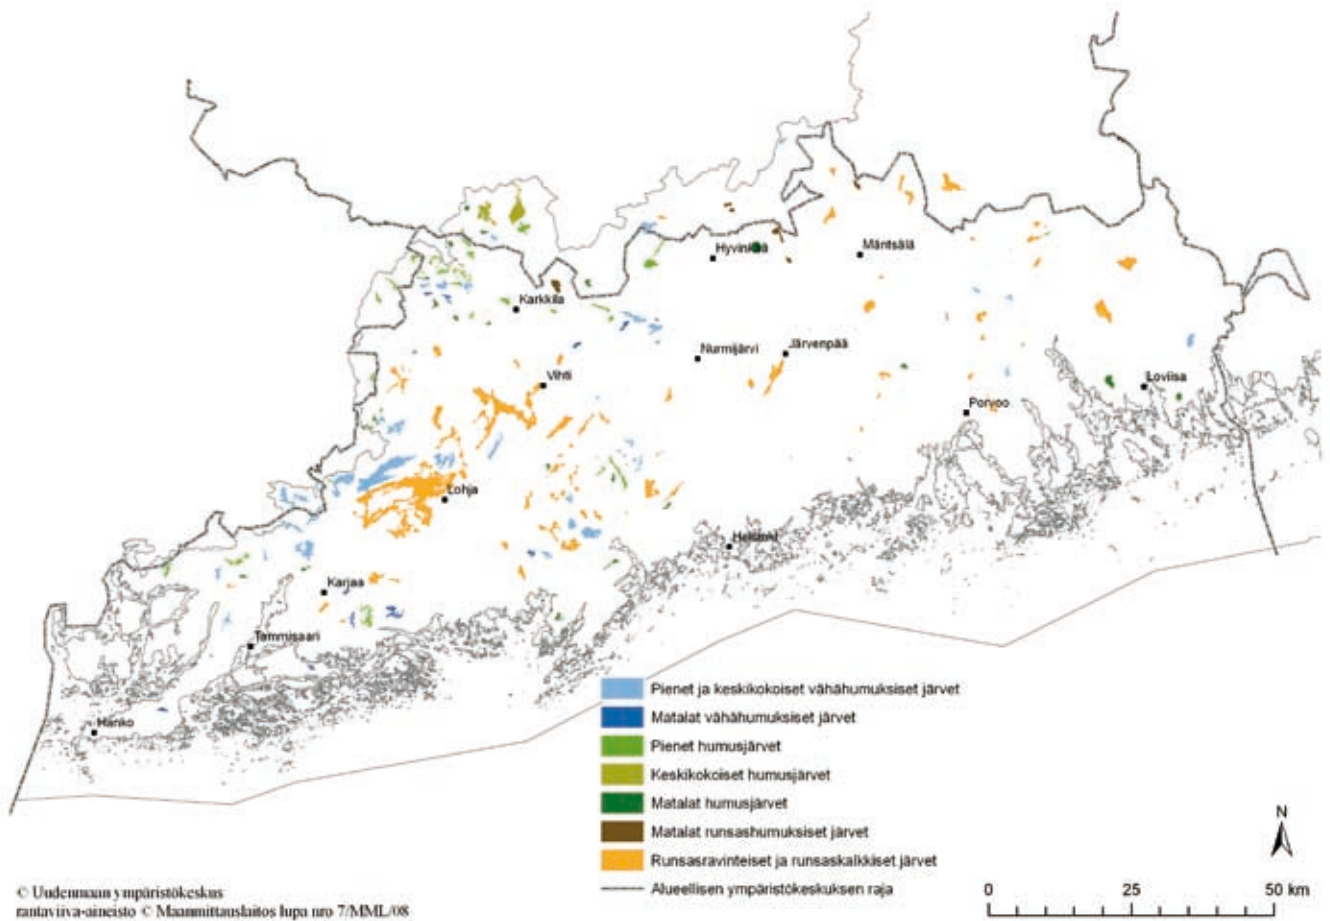 Hyvinkää
Mäntsälä
Karkkila
Nurmijärvi
Järvenpää
Vihti
Loviisa
Porvoo
Lohja
Helsinki
Karjaa
Tammisaari
Hanko
Pienet ja keskikokoiset vähähumuksiset järvet
Matalat vähähumuksiset järvet
Pienet humusjärvet
Keskikokoiset humusjärvet
Matalat humusjärvet
Matalat runsashumuksiset järvet
Runsasravinteiset ja runsaskalkkiset järvet
Alueellisen ympäristökeskuksen raja
N
0 25 50 km
© Uudenmaan ympäristökeskus
rantaviiva-aineisto © Maanmittauslaitos lupa nro 7/MML/08